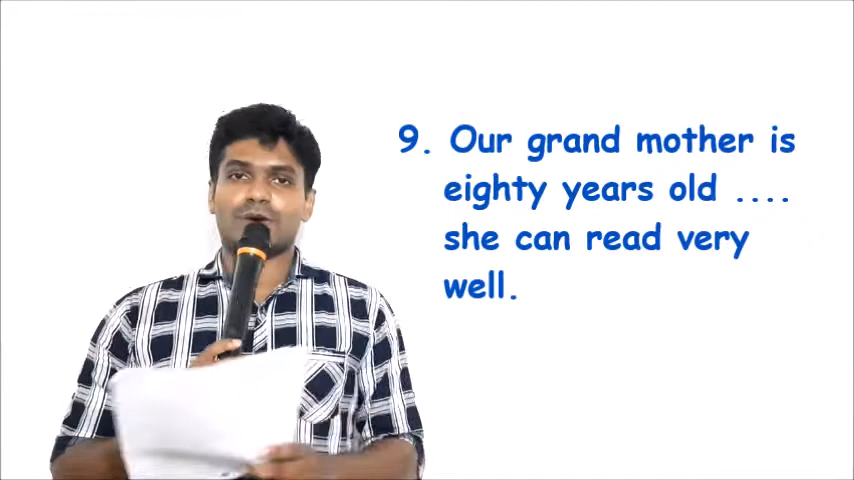 9. Our grand mother is
eighty years old ....
she can read very
well.